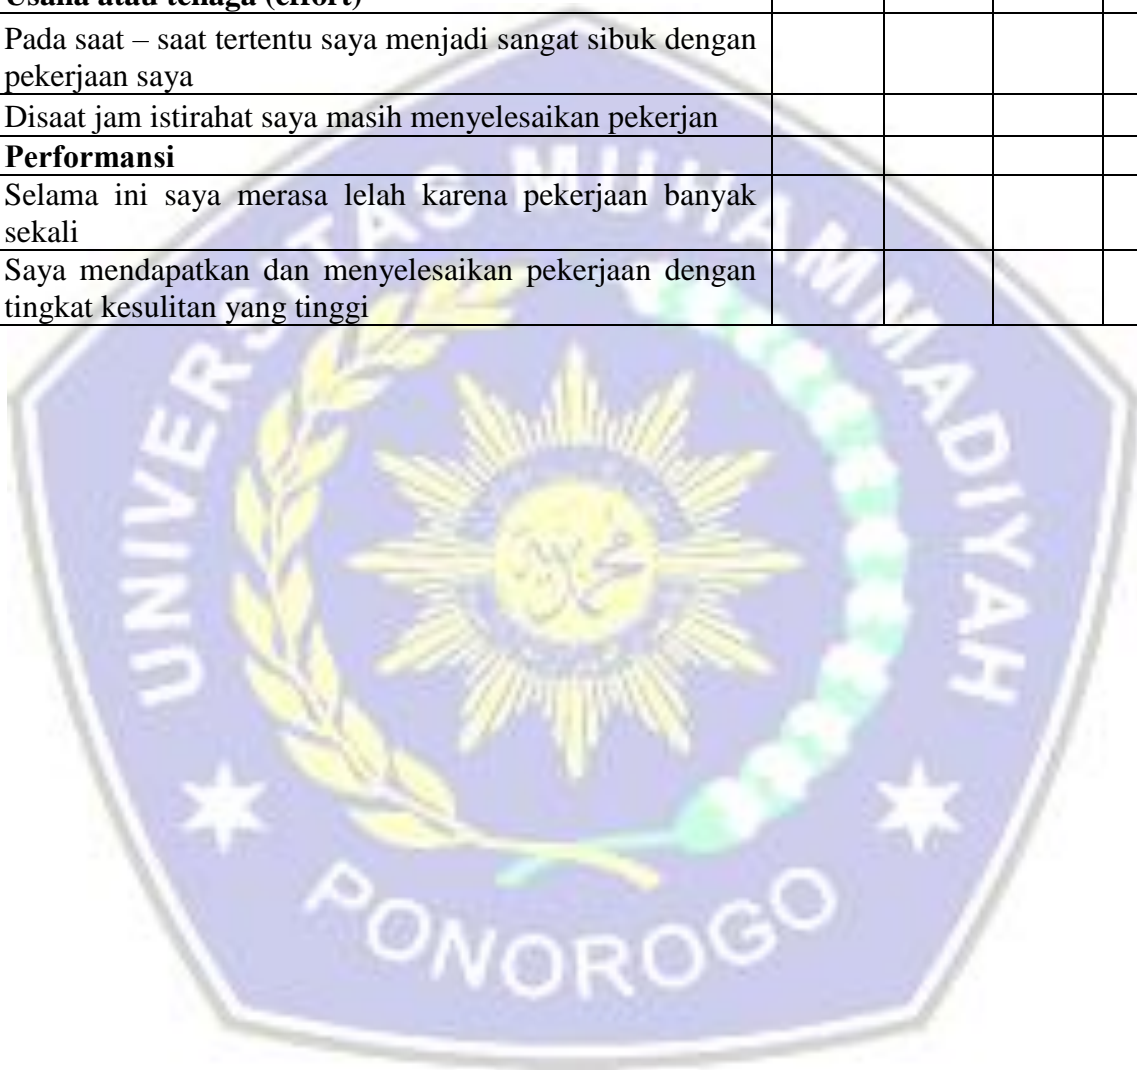 Usaha atau tenaga (effort)
Pada saat – saat tertentu saya menjadi sangat sibuk dengan
pekerjaan saya
Disaat jam istirahat saya masih menyelesaikan pekerjan
Performansi
Selama ini saya merasa lelah karena pekerjaan banyak
sekali
Saya mendapatkan dan menyelesaikan pekerjaan dengan
tingkat kesulitan yang tinggi
UNIVERSITAS MUHAMMADIYAH
محمد
PONOROGO